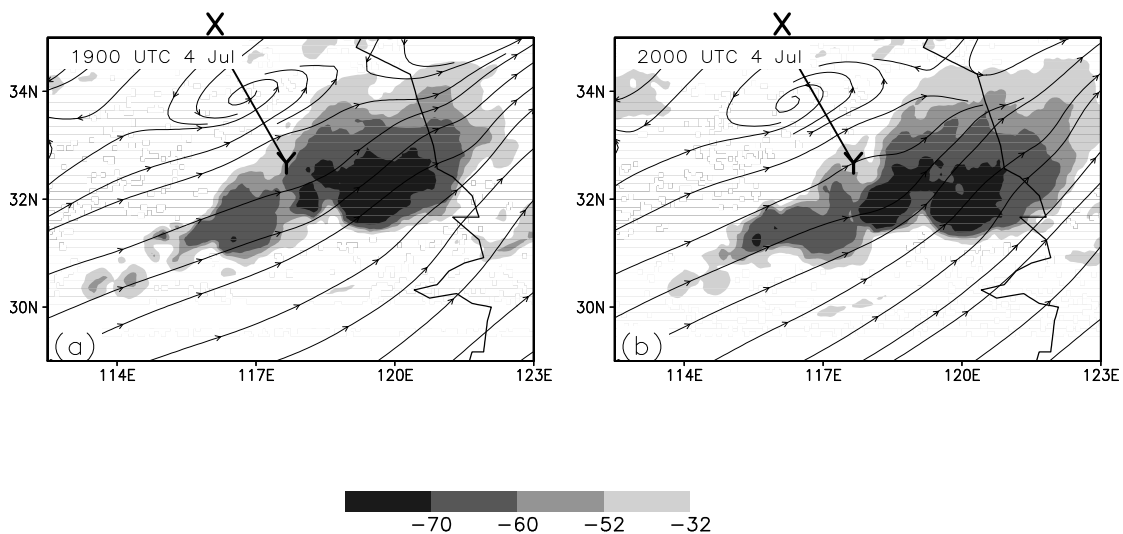 X X
1900 UTC 4 Jul 2000 UTC 4 Jul
34N 34N
Y Y
32N 32N
30N 30N
(a) (b)
114E 117E 120E 123E 114E 117E 120E 123E
−70 −60 −52 −32